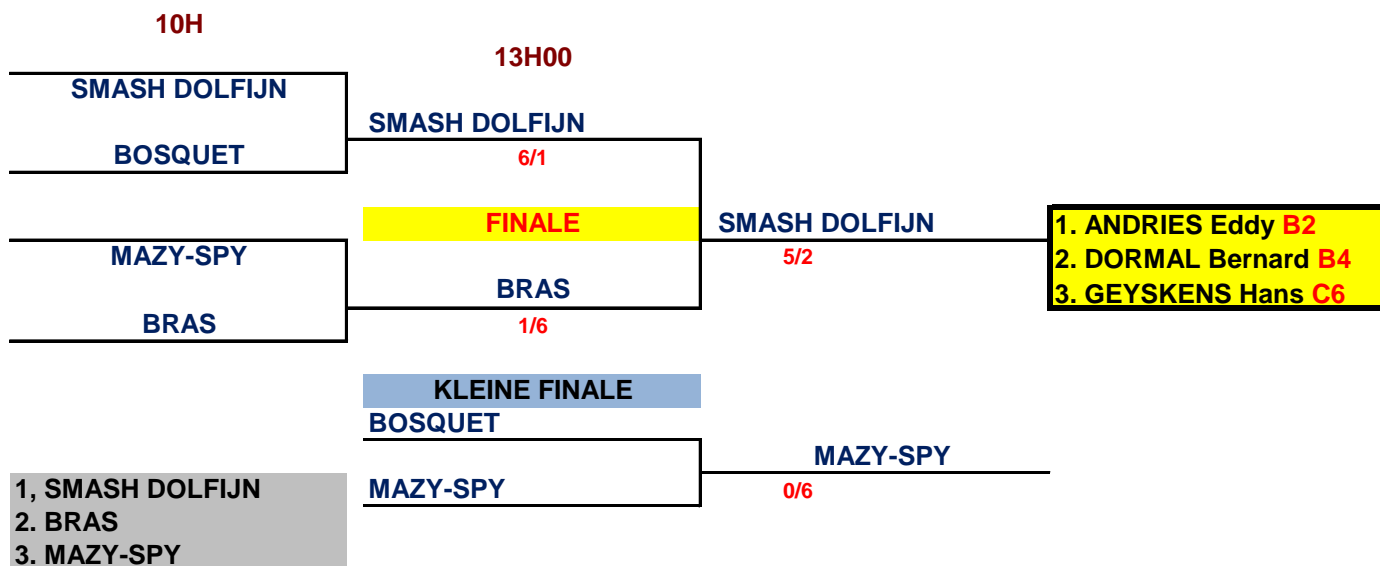 10H
13H00
SMASH DOLFIJN
SMASH DOLFIJN
BOSQUET
6/1
FINALE
SMASH DOLFIJN
1. ANDRIES Eddy B2
MAZY-SPY
5/2
2. DORMAL Bernard B4
BRAS
3. GEYSKENS Hans C6
BRAS
1/6
KLEINE FINALE
BOSQUET
MAZY-SPY
1, SMASH DOLFIJN
MAZY-SPY
0/6
2. BRAS
3. MAZY-SPY